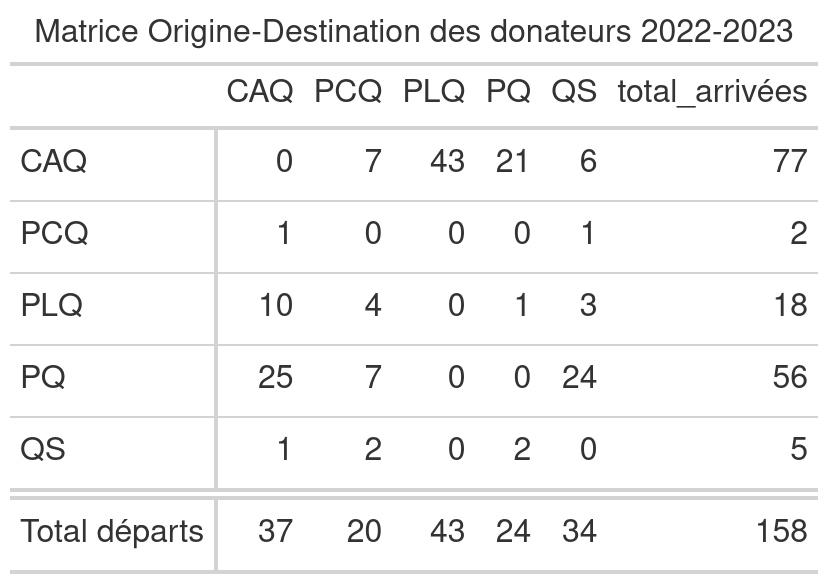 Matrice Origine-Destination des donateurs 2022-2023
CAQ PCQ PLQ PQ QS total_arrivées
CAQ 0 7 43 21 6 77
PCQ 1 0 0 0 1 2
PLQ 10 4 0 1 3 18
PQ 25 7 0 0 24 56
QS 1 2 0 2 0 5
Total départs 37 20 43 24 34 158